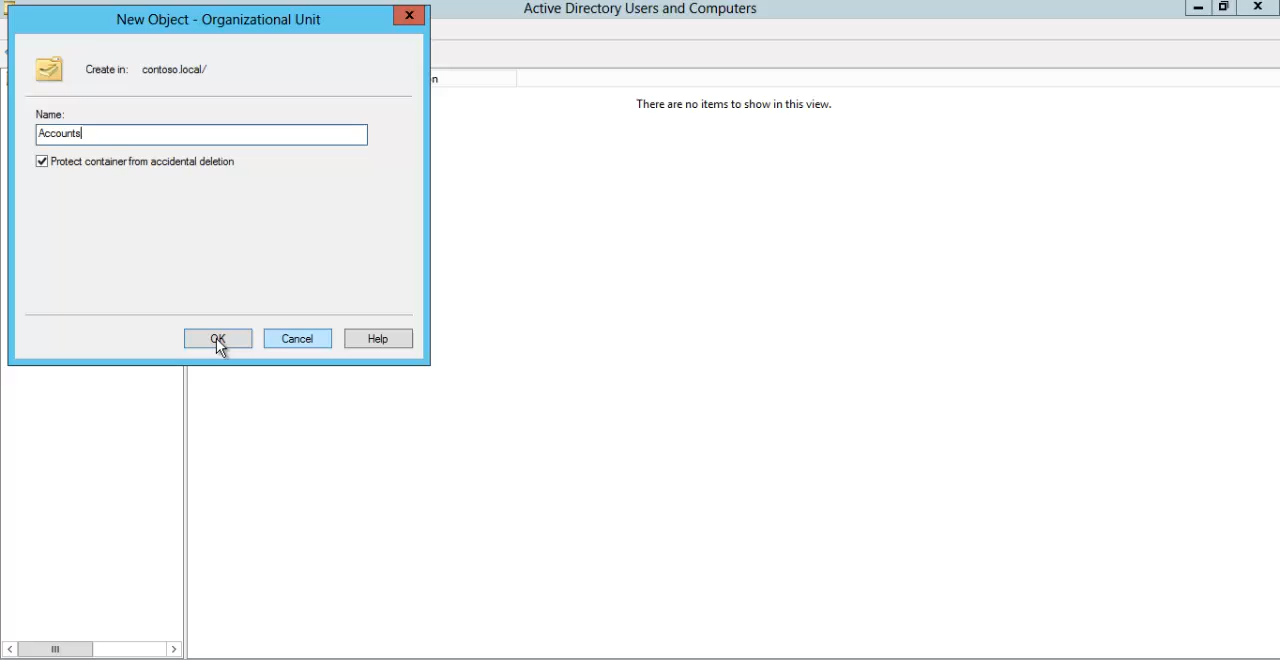 New Object - Organizational Unit
X
Active Directory Users and Computers
X
Create in: contoso.local/
n
There are no items to show in this view.
Name:
Accounts
Protect container from accidental deletion
OK
Cancel
Help